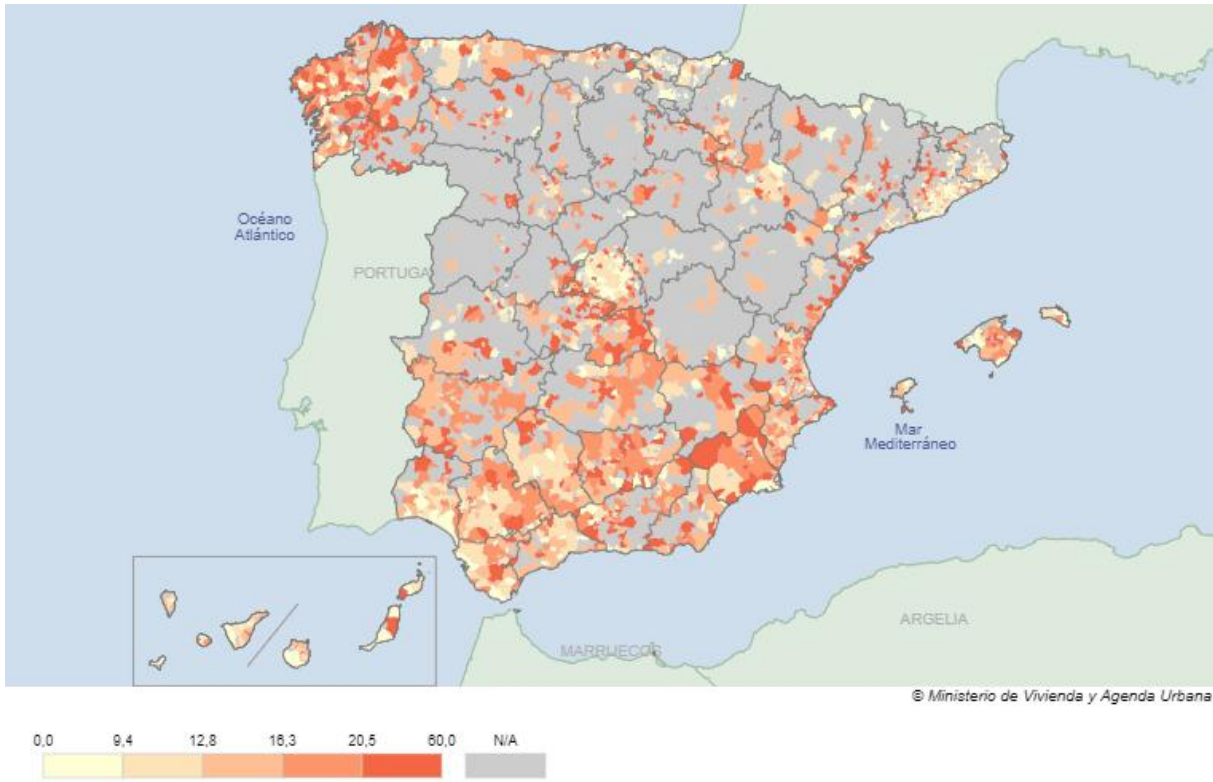 Océano
Atlántico
PORTUGA
Mar
Mediterráneo
ARGELIA
MARRUECOS
© Ministerio de Vivienda y Agenda Urbana
0,0 9,4 12,8 16,3 20,5 60,0 N/A